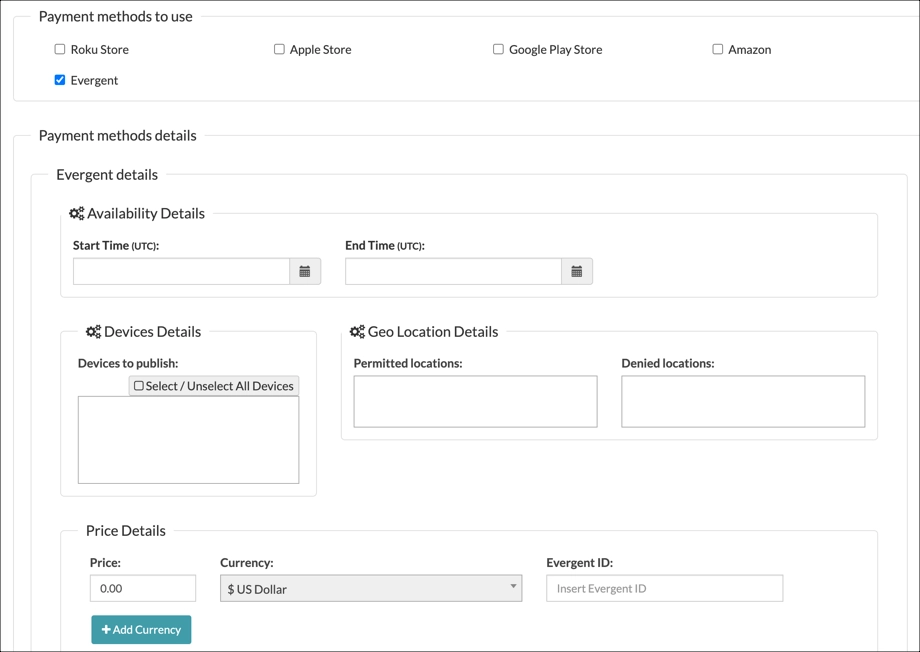 Payment methods to use
Roku Store Apple Store Google Play Store Amazon
Evergent
Payment methods details
Evergent details
Availability Details
Start Time (UTC): End Time (UTC):
Devices Details Geo Location Details
Devices to publish: Permitted locations: Denied locations:
Select / Unselect All Devices
Price Details
Price: Currency: Evergent ID:
0.00 $ US Dollar Insert Evergent ID
+ Add Currency